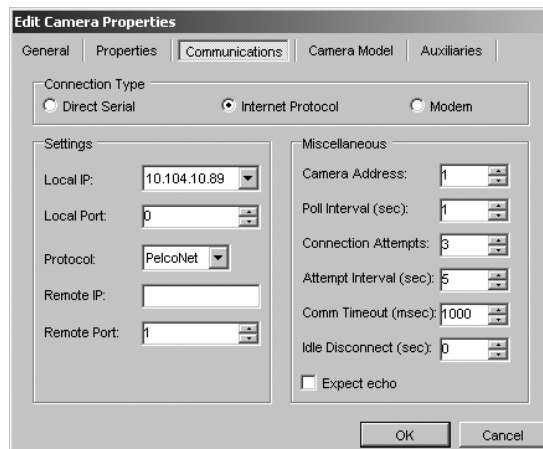 Edit Camera Properties
General Properties Communications Camera Model Auxiliaries
Connection Type
Direct Serial Internet Protocol Modem
Settings
Local IP: 10.104.10.89
Local Port: 0
Protocol: PelcoNet
Remote IP:
Remote Port: 1
Miscellaneous
Camera Address: 1
Poll Interval (sec): 1
Connection Attempts: 3
Attempt Interval (sec): 5
Comm Timeout (msec): 1000
Idle Disconnect (sec): 0
Expect echo
OK Cancel